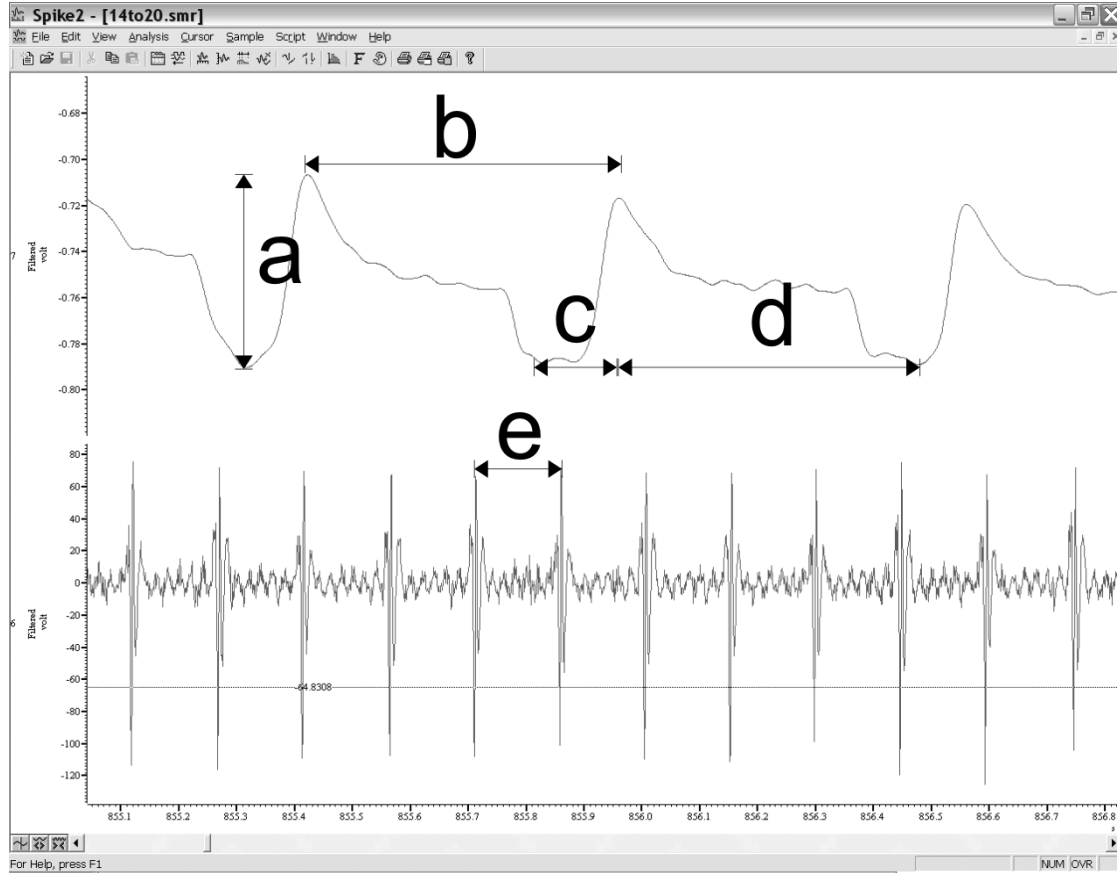 Spike2 - [14to20.smr]
File Edit View Analysis Cursor Sample Script Window Help
b
-0.68
-0.70
-0.72
a
-0.74
7 Filtered volt
-0.76
c
d
-0.78
-0.80
e
80
60
40
20
0
6 Filtered volt
-20
-40
-60
-64.8308
-80
-100
-120
855.1 855.2 855.3 855.4 855.5 855.6 855.7 855.8 855.9 856.0 856.1 856.2 856.3 856.4 856.5 856.6 856.7 856.8
s
For Help, press F1
NUM OVR